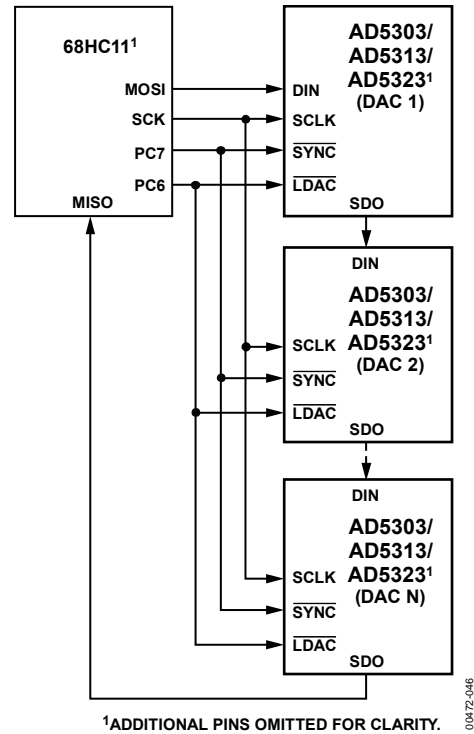 68HC11¹
MOSI
SCK
PC7
PC6
MISO
AD5303/
AD5313/
AD5323¹
(DAC 1)
DIN
SCLK
SYNC
LDAC
SDO
DIN
AD5303/
AD5313/
AD5323¹
(DAC 2)
SCLK
SYNC
LDAC
SDO
DIN
AD5303/
AD5313/
AD5323¹
(DAC N)
SCLK
SYNC
LDAC
SDO
¹ADDITIONAL PINS OMITTED FOR CLARITY.
00472-046